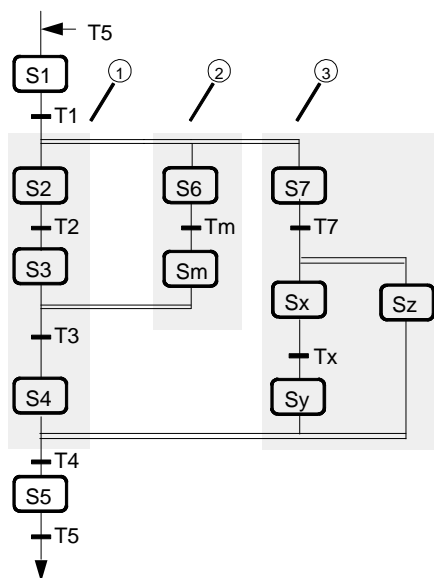 T5
S1
① ② ③
T1
S2 S6 S7
T2 Tm T7
S3 Sm Sx Sz
T3
Tx
S4 Sy
T4
S5
T5